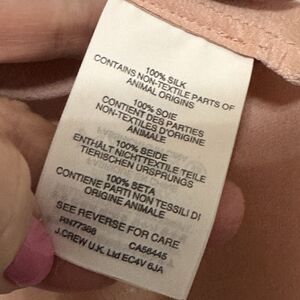 100% SILK
CONTAINS NON-TEXTILE PARTS OF
ANIMAL ORIGINS
100% SOIE
CONTIENT DES PARTIES
NON-TEXTILES D'ORIGINE
ANIMALE
100% BEIDE
ENTHÄLT NICHTTEXTILE TEILE
TIERISCHEN URSPRUNGS
100% SETA
CONTIENE PARTI NON TESSILI DI
ORIGINE ANIMALE
SEE REVERSE FOR CARE
RN77388 CA56445
J.CREW U.K. Ltd EC4V 6JA